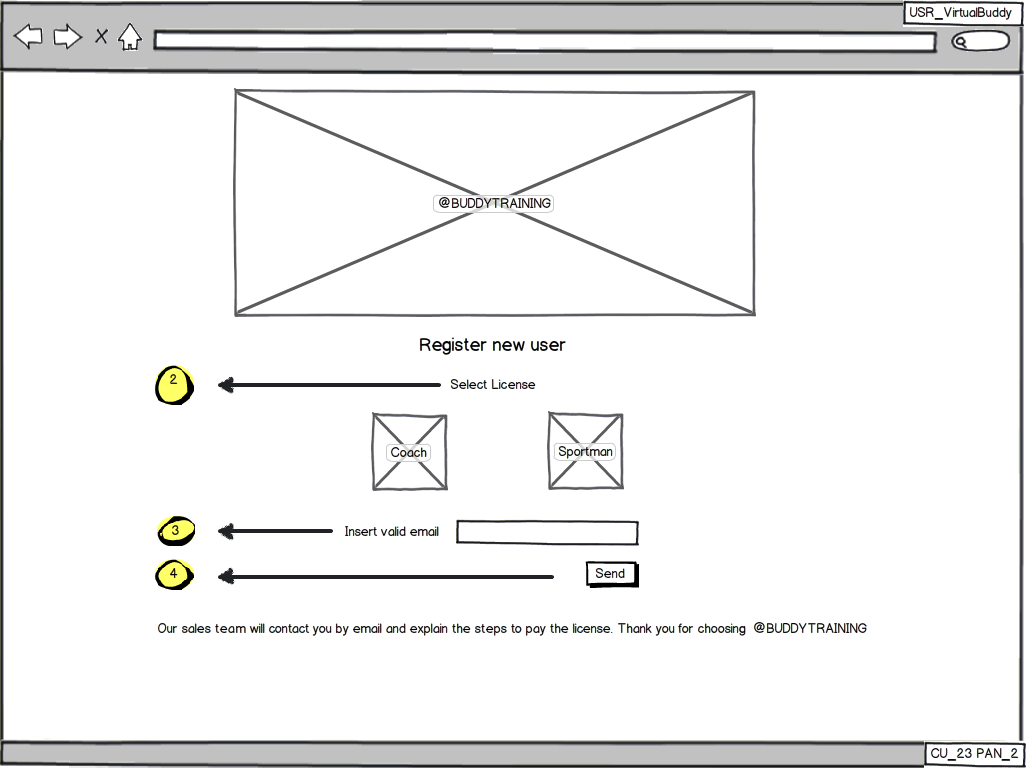 USR_VirtualBuddy
@BUDDYTRAINING
Register new user
2
Select License
Coach
Sportman
3
Insert valid email
4
Send
Our sales team will contact you by email and explain the steps to pay the license. Thank you for choosing @BUDDYTRAINING
CU_23 PAN_2